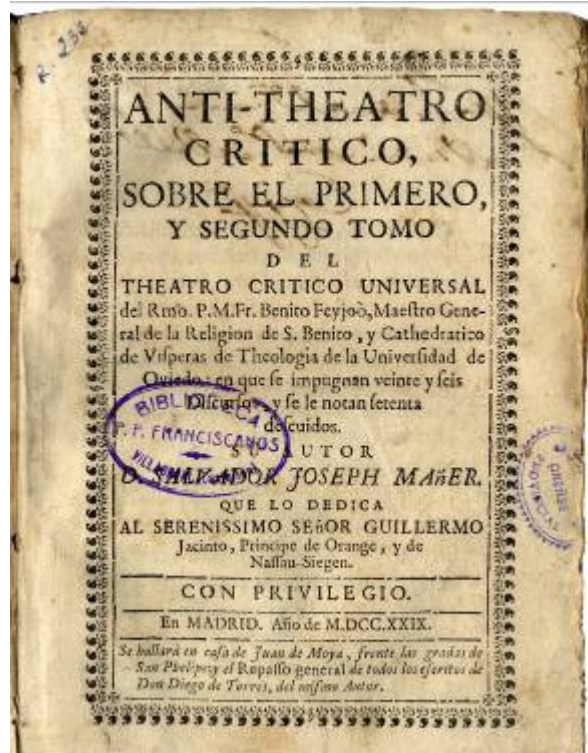 R. 232
ANTI-THEATRO
CRITICO,
SOBRE EL PRIMERO,
Y SEGUNDO TOMO
DEL
THEATRO CRITICO UNIVERSAL
del Rmo. P.M.Fr. Benito Feyjoò, Maestro Gene-
ral de la Religion de S. Benito, y Cathedratico
de Visperas de Theologia de la Universidad de
Oviedo: en que se impugnan veinte y seis
Discursos, y se le notan setenta
descuidos.
SU AUTOR
D. SALVADOR JOSEPH MAñER.
QUE LO DEDICA
AL SERENISSIMO SEñOR GUILLERMO
Jacinto, Principe de Orange, y de
Nassau-Siegen.
CON PRIVILEGIO.
En MADRID. Año de M.DCC.XXIX.
Se hallarà en casa de Juan de Moya, frente las gradas de
San Phelipe; y el Repasso general de todos los escritos de
Don Diego de Torres, del mismo Autor.
BIBLIOTECA
P. P. FRANCISCANOS